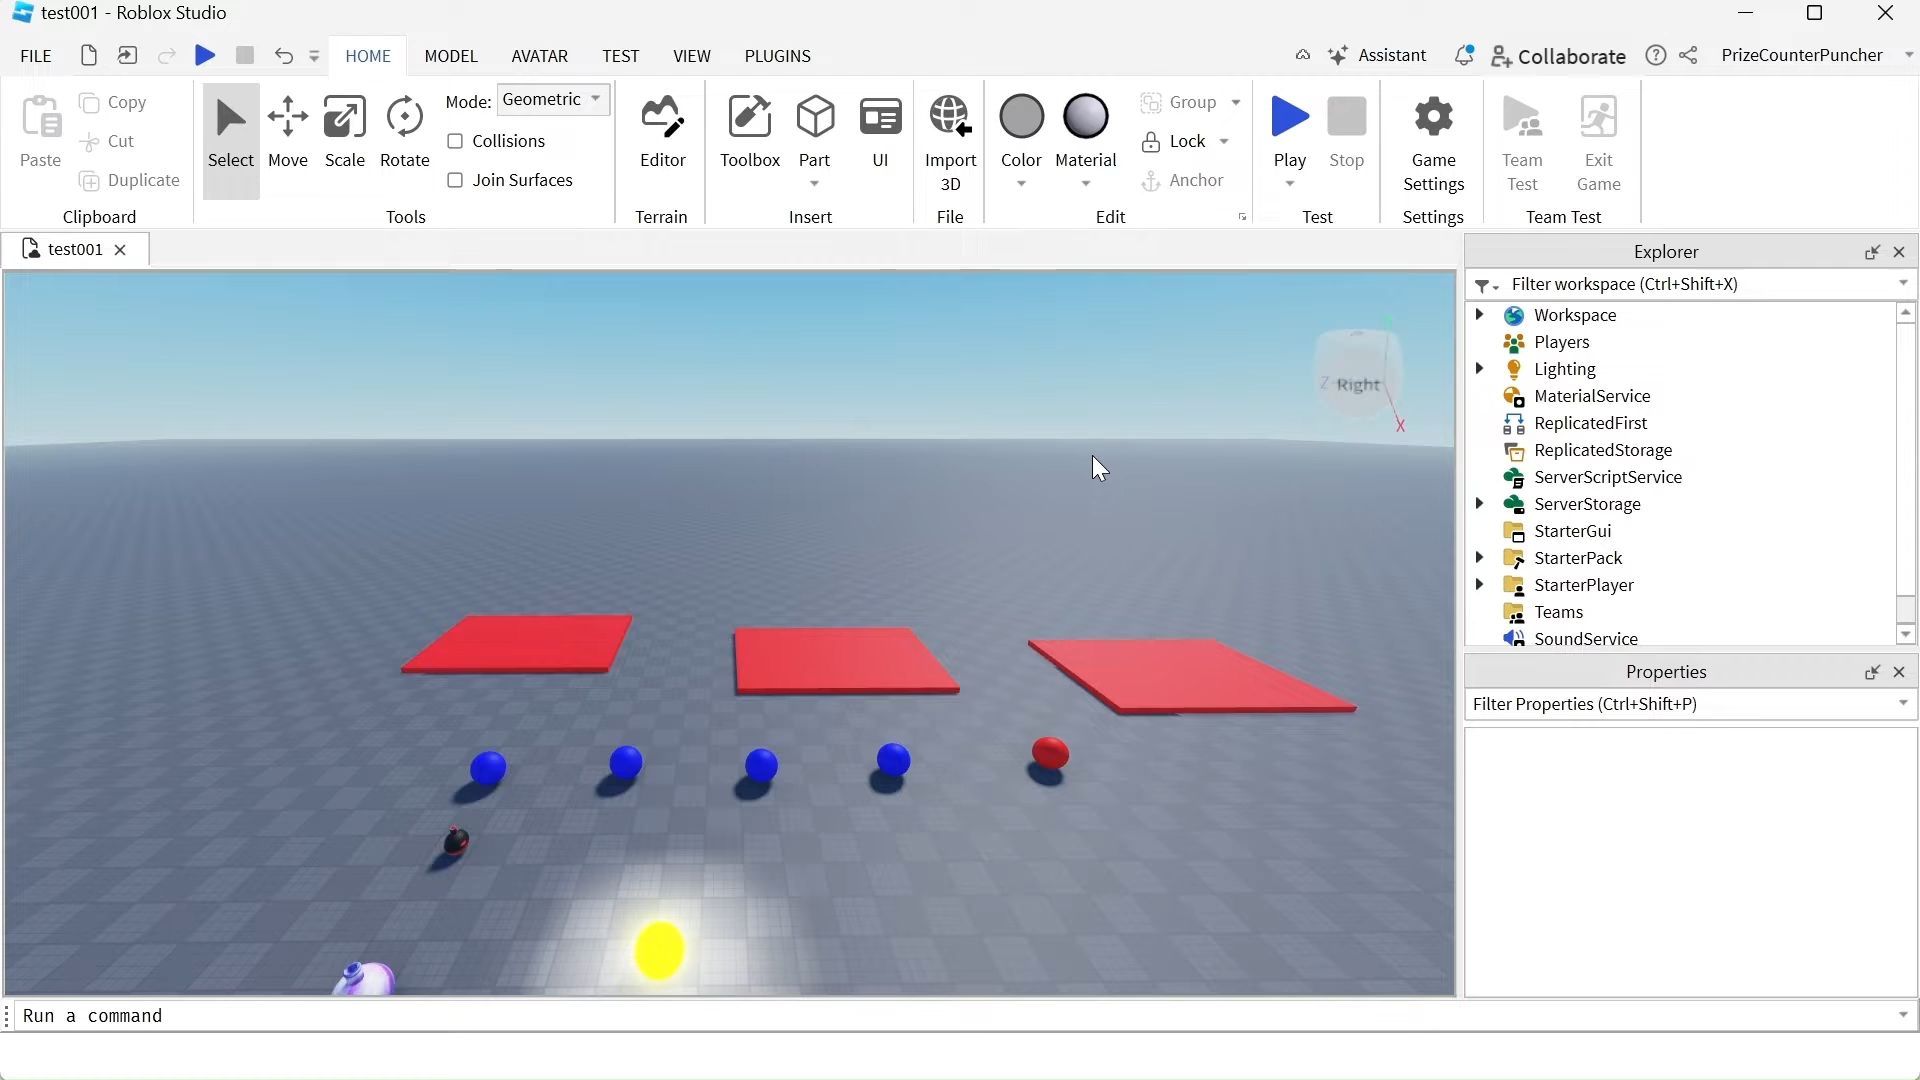 test001 - Roblox Studio
FILE
HOME
MODEL
AVATAR
TEST
VIEW
PLUGINS
Assistant
Collaborate
PrizeCounterPuncher
Paste
Copy
Cut
Duplicate
Clipboard
Select
Move
Scale
Rotate
Mode: Geometric
Collisions
Join Surfaces
Tools
Editor
Terrain
Toolbox
Part
UI
Insert
Import
3D
File
Color
Material
Group
Lock
Anchor
Edit
Play
Stop
Test
Game
Settings
Settings
Team
Test
Exit
Game
Team Test
test001
Right
Z
X
Explorer
Filter workspace (Ctrl+Shift+X)
Workspace
Players
Lighting
MaterialService
ReplicatedFirst
ReplicatedStorage
ServerScriptService
ServerStorage
StarterGui
StarterPack
StarterPlayer
Teams
SoundService
Properties
Filter Properties (Ctrl+Shift+P)
Run a command